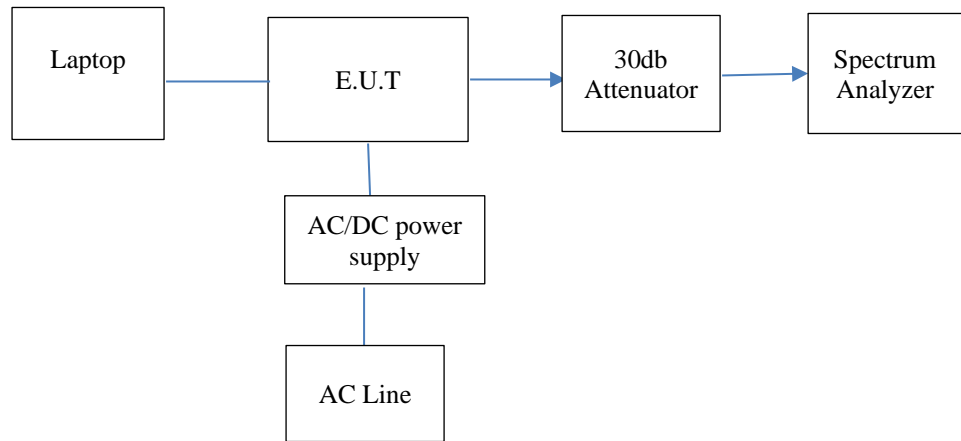 Laptop
E.U.T
30db
Attenuator
Spectrum
Analyzer
AC/DC power
supply
AC Line